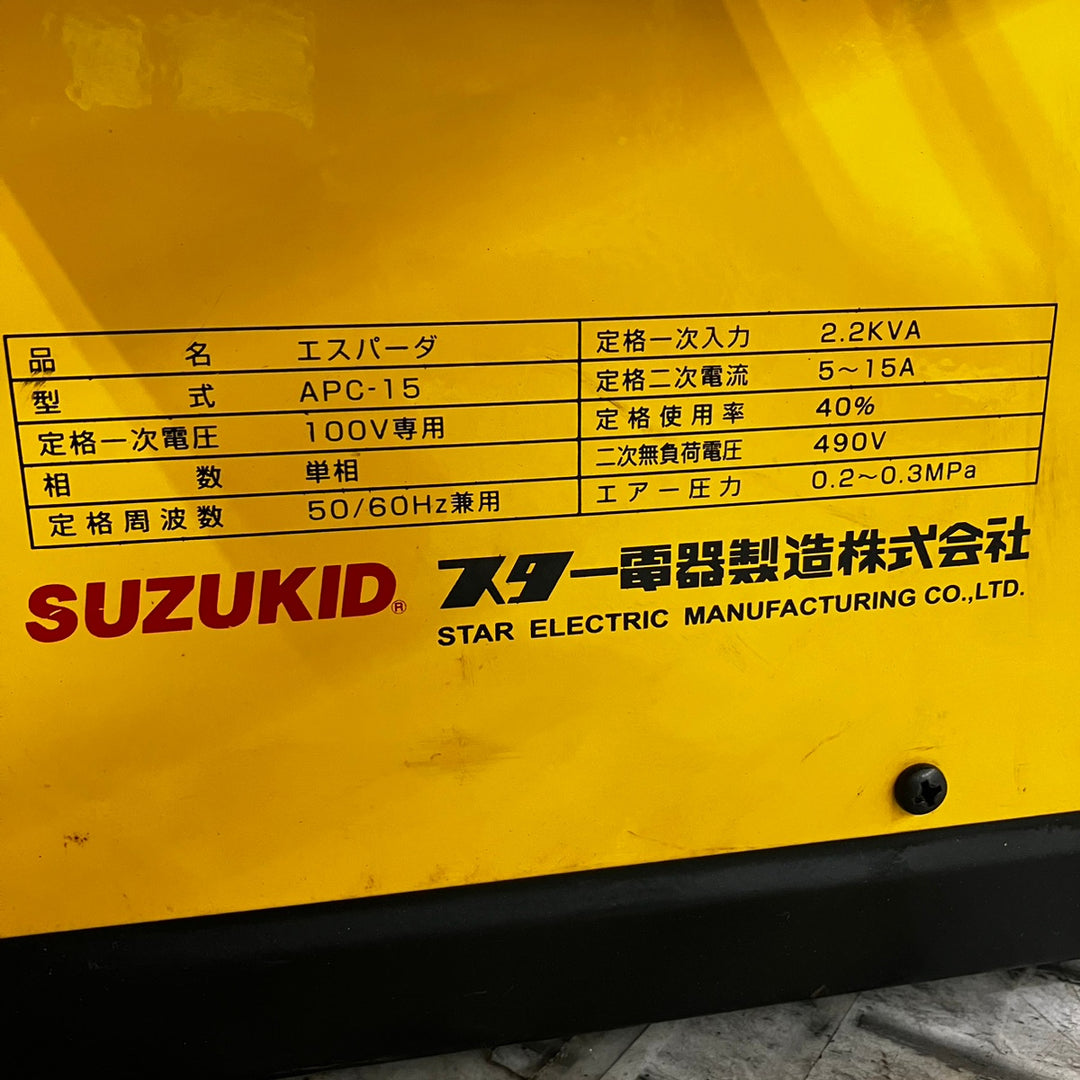 品名 エスパーダ
型式 APC-15
定格一次電圧 100V専用
相数 単相
定格周波数 50/60Hz兼用
定格一次入力 2.2KVA
定格二次電流 5～15A
定格使用率 40%
二次無負荷電圧 490V
エアー圧力 0.2～0.3MPa
SUZUKID®
スター電器製造株式会社
STAR ELECTRIC MANUFACTURING CO.,LTD.